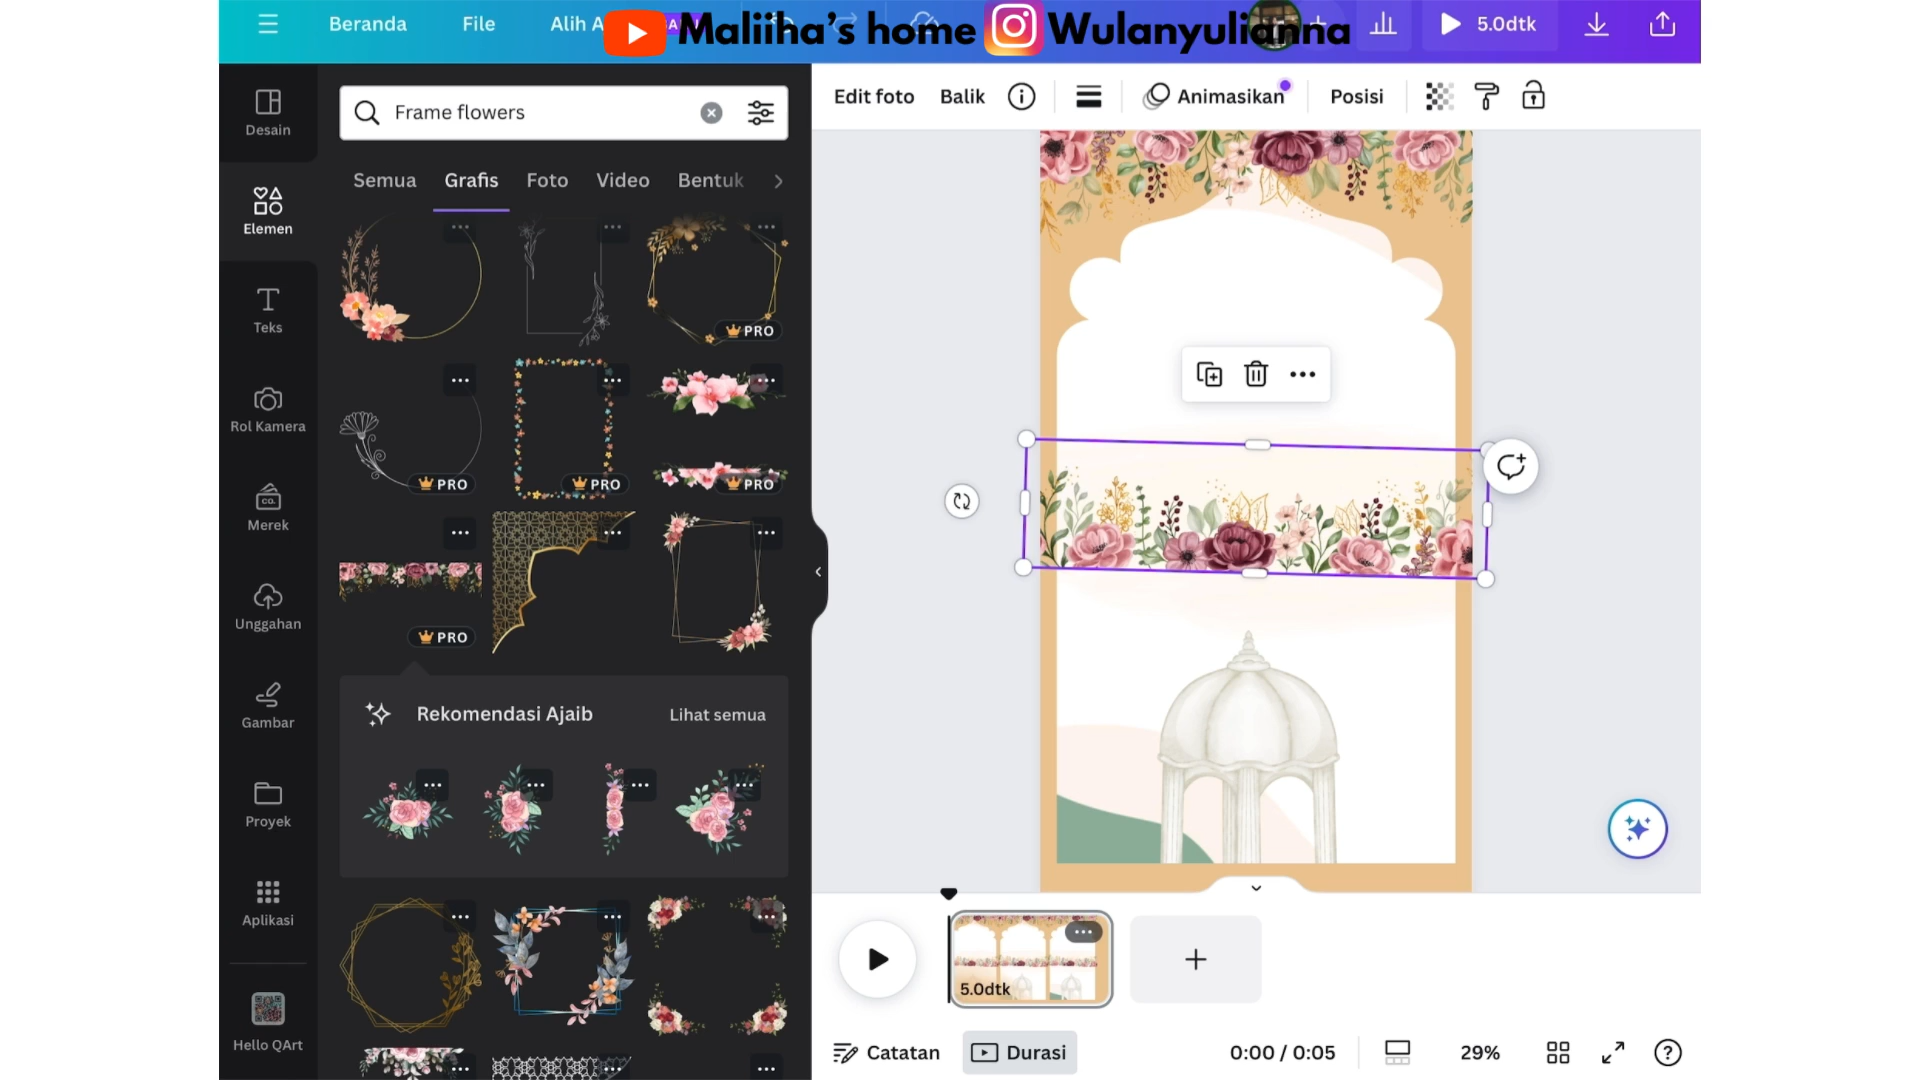 Beranda
File
Alih A
Maliiha's home
Wulanyulianna
5.0dtk
Desain
Elemen
Teks
Rol Kamera
CO.
Merek
Unggahan
Gambar
Proyek
Aplikasi
Hello QArt
Frame flowers
Semua
Grafis
Foto
Video
Bentuk
PRO
PRO
PRO
PRO
PRO
Rekomendasi Ajaib
Lihat semua
Edit foto
Balik
Animasikan
Posisi
5.0dtk
Catatan
Durasi
0:00 / 0:05
29%